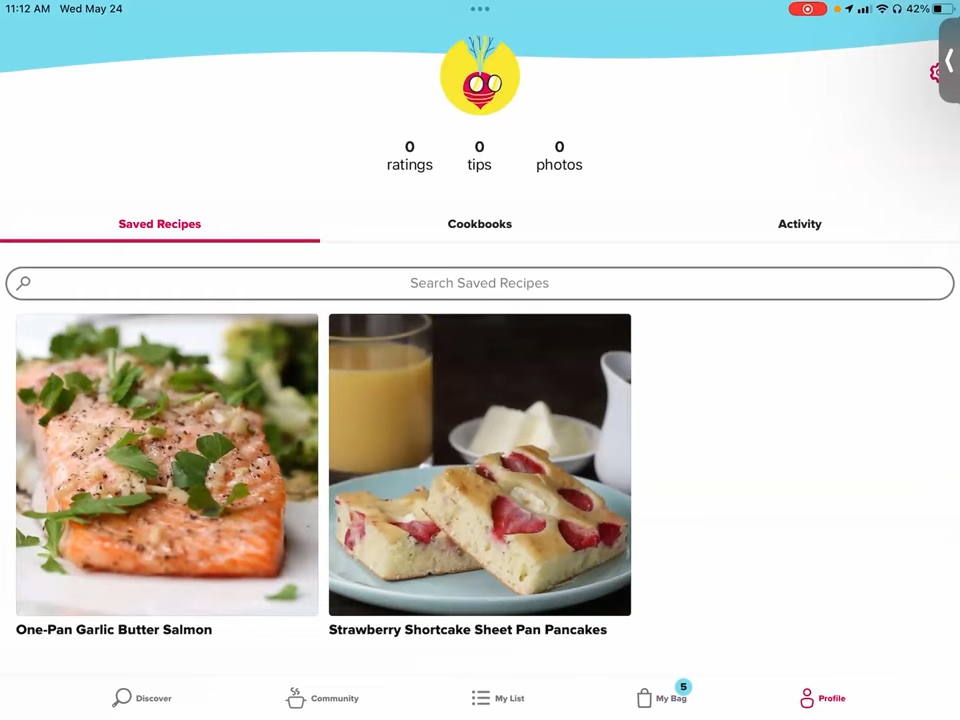 11:12 AM Wed May 24
42%
0 0 0
ratings tips photos
Saved Recipes Cookbooks Activity
Search Saved Recipes
One-Pan Garlic Butter Salmon Strawberry Shortcake Sheet Pan Pancakes
5
Discover Community My List My Bag Profile